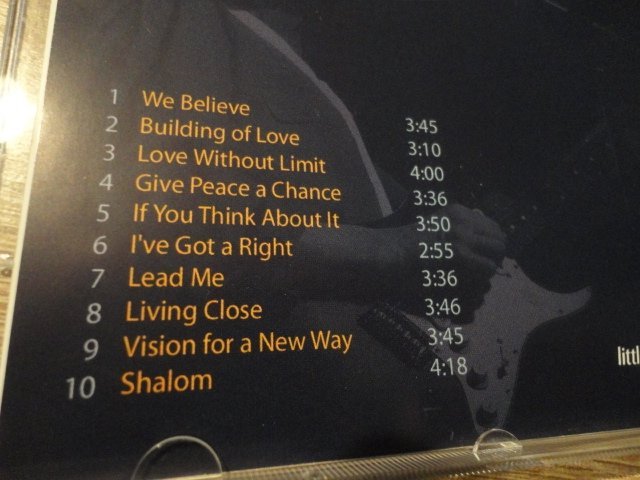 1 We Believe 3:45
2 Building of Love 3:10
3 Love Without Limit 4:00
4 Give Peace a Chance 3:36
5 If You Think About It 3:50
6 I've Got a Right 2:55
7 Lead Me 3:36
8 Living Close 3:46
9 Vision for a New Way 3:45
10 Shalom 4:18